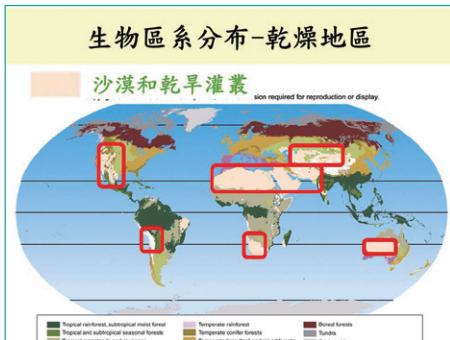 生物區系分布-乾燥地區
沙漠和乾旱灌叢
sion required for reproduction or display.
Tropical rainforest, subtropical moist forest
Temperate rainforest
Boreal forests
Tropical and subtropical seasonal forests
Temperate conifer forests
Tundra